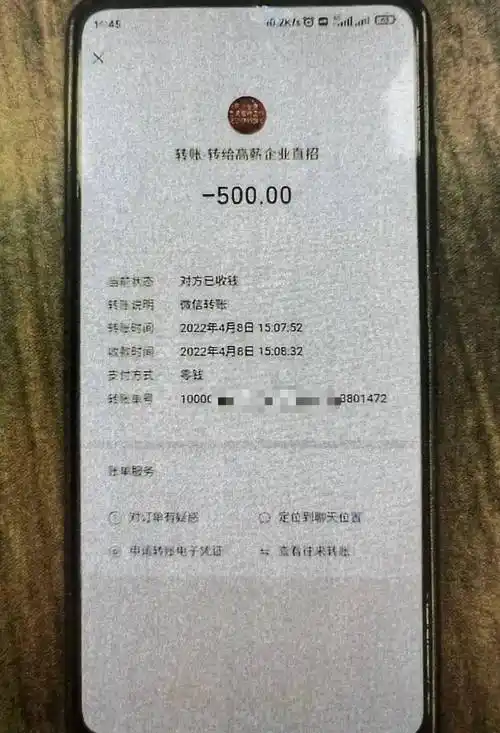 10.2K/s
转账-转给高薪企业直招
-500.00
当前状态 对方已收钱
转账说明 微信转账
转账时间 2022年4月8日 15:07:52
收款时间 2022年4月8日 15:08:32
支付方式 零钱
转账单号 1000 3801472
账单服务
对订单有疑惑 定位到聊天位置
申请转账电子凭证 查看往来转账